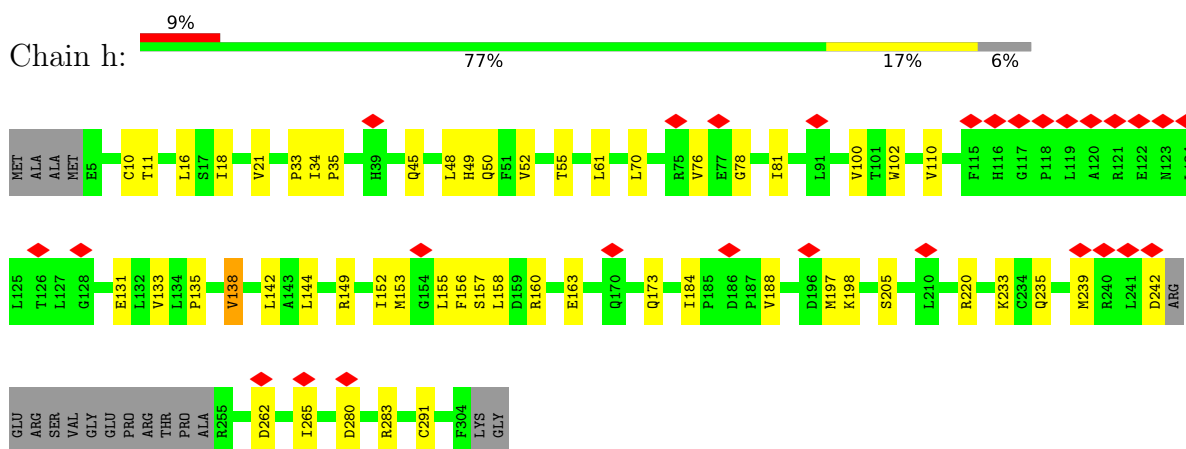 9%
Chain h:
77% 17% 6%
MET ALA ALA MET E5 C10 T11 L16 S17 I18 V21 P33 I34 P35 H39 Q45 L48 H49 Q50 F51 V52 T55 L61 L70 R75 V76 E77 G78 I81 L91 V100 T101 W102 V110 F115 H116 G117 P118 L119 A120 R121 E122 N123
L125 T126 L127 G128 E131 L132 V133 L134 P135 V138 L142 A143 L144 R149 I152 M153 G154 L155 F156 S157 L158 D159 R160 E163 Q170 Q173 I184 P185 D186 P187 V188 D196 M197 K198 S205 L210 R220 K233 C234 Q235 M239 R240 L241 D242 ARG
GLU ARG SER VAL GLY GLU PRO ARG THR PRO ALA R255 D262 I265 D280 R283 C291 F304 LYS GLY